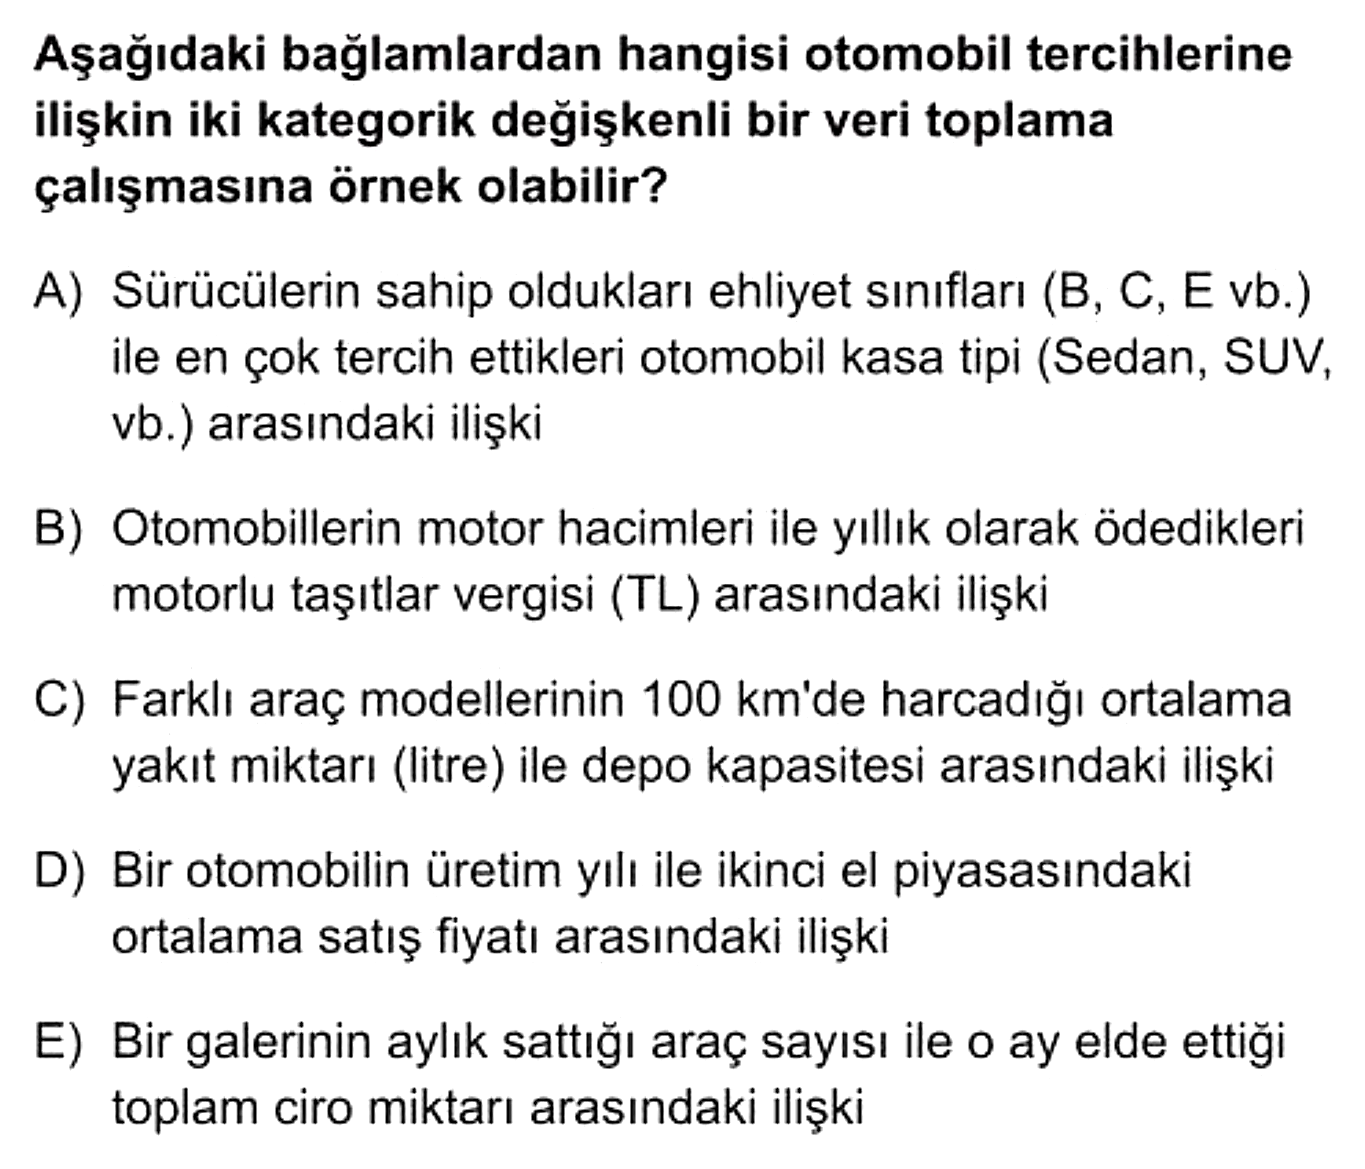 Aşağıdaki bağlamlardan hangisi otomobil tercihlerine
ilişkin iki kategorik değişkenli bir veri toplama
çalışmasına örnek olabilir?
A) Sürücülerin sahip oldukları ehliyet sınıfları (B, C, E vb.)
ile en çok tercih ettikleri otomobil kasa tipi (Sedan, SUV,
vb.) arasındaki ilişki
B) Otomobillerin motor hacimleri ile yıllık olarak ödedikleri
motorlu taşıtlar vergisi (TL) arasındaki ilişki
C) Farklı araç modellerinin 100 km'de harcadığı ortalama
yakıt miktarı (litre) ile depo kapasitesi arasındaki ilişki
D) Bir otomobilin üretim yılı ile ikinci el piyasasındaki
ortalama satış fiyatı arasındaki ilişki
E) Bir galerinin aylık sattığı araç sayısı ile o ay elde ettiği
toplam ciro miktarı arasındaki ilişki